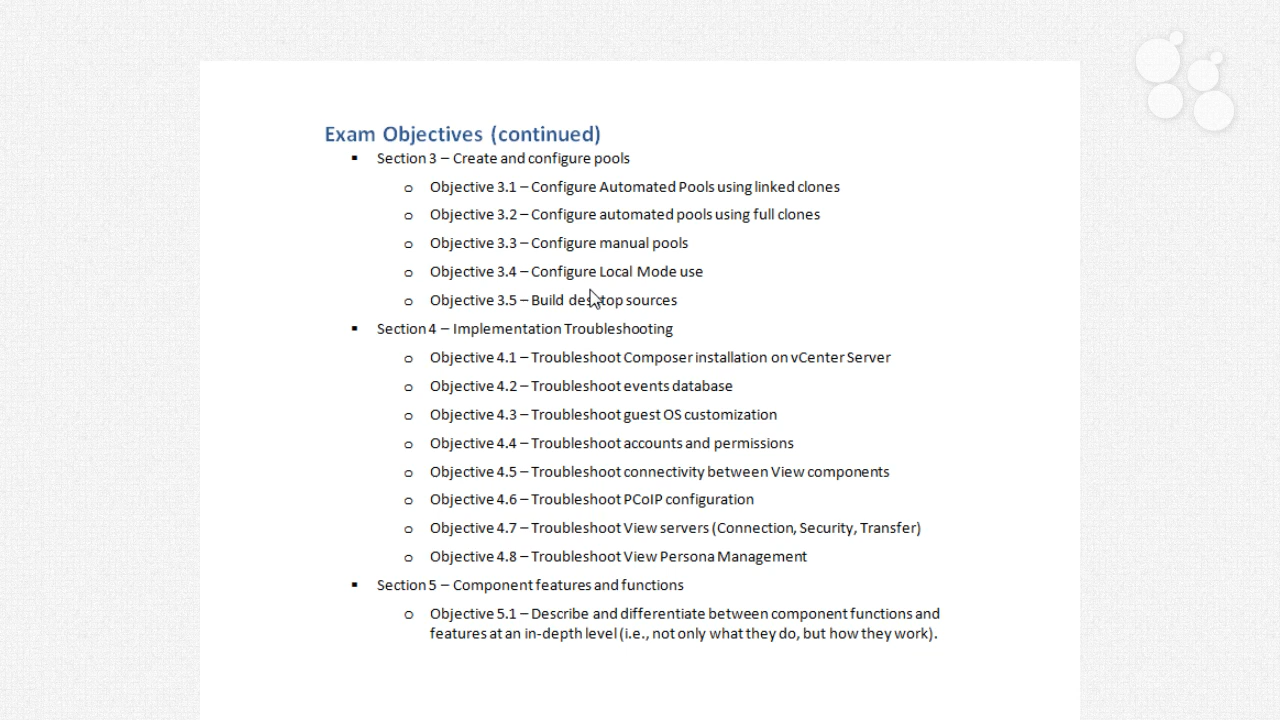 Exam Objectives (continued)
▪ Section 3 – Create and configure pools
o Objective 3.1 – Configure Automated Pools using linked clones
o Objective 3.2 – Configure automated pools using full clones
o Objective 3.3 – Configure manual pools
o Objective 3.4 – Configure Local Mode use
o Objective 3.5 – Build desktop sources
▪ Section 4 – Implementation Troubleshooting
o Objective 4.1 – Troubleshoot Composer installation on vCenter Server
o Objective 4.2 – Troubleshoot events database
o Objective 4.3 – Troubleshoot guest OS customization
o Objective 4.4 – Troubleshoot accounts and permissions
o Objective 4.5 – Troubleshoot connectivity between View components
o Objective 4.6 – Troubleshoot PCoIP configuration
o Objective 4.7 – Troubleshoot View servers (Connection, Security, Transfer)
o Objective 4.8 – Troubleshoot View Persona Management
▪ Section 5 – Component features and functions
o Objective 5.1 – Describe and differentiate between component functions and
features at an in-depth level (i.e., not only what they do, but how they work).